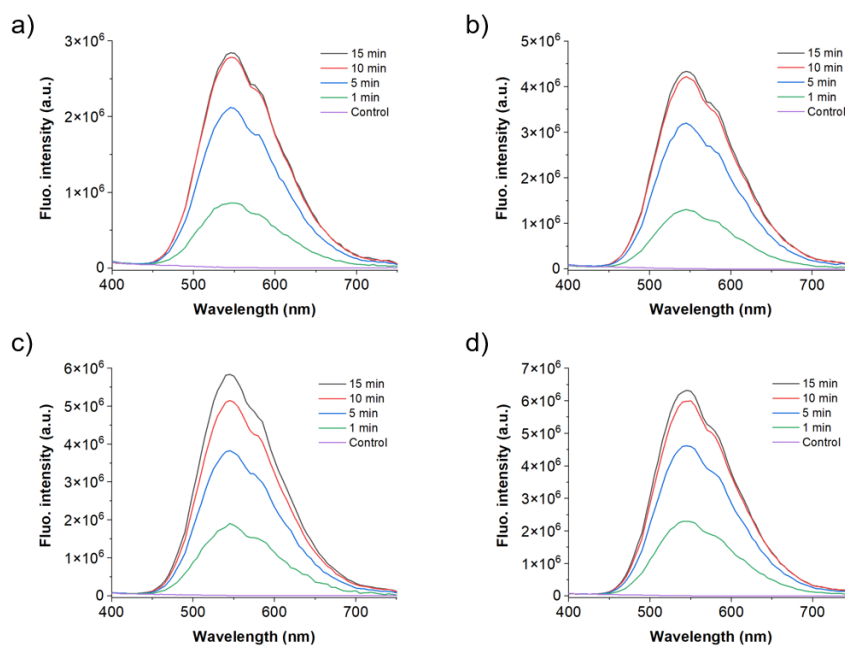 a)
3×10⁶
2×10⁶
1×10⁶
0
Fluo. intensity (a.u.)
15 min
10 min
5 min
1 min
Control
400
500
600
700
Wavelength (nm)
b)
5×10⁶
4×10⁶
3×10⁶
2×10⁶
1×10⁶
0
Fluo. intensity (a.u.)
15 min
10 min
5 min
1 min
Control
400
500
600
700
Wavelength (nm)
c)
6×10⁶
5×10⁶
4×10⁶
3×10⁶
2×10⁶
1×10⁶
0
Fluo. intensity (a.u.)
15 min
10 min
5 min
1 min
Control
400
500
600
700
Wavelength (nm)
d)
7×10⁶
6×10⁶
5×10⁶
4×10⁶
3×10⁶
2×10⁶
1×10⁶
0
Fluo. intensity (a.u.)
15 min
10 min
5 min
1 min
Control
400
500
600
700
Wavelength (nm)